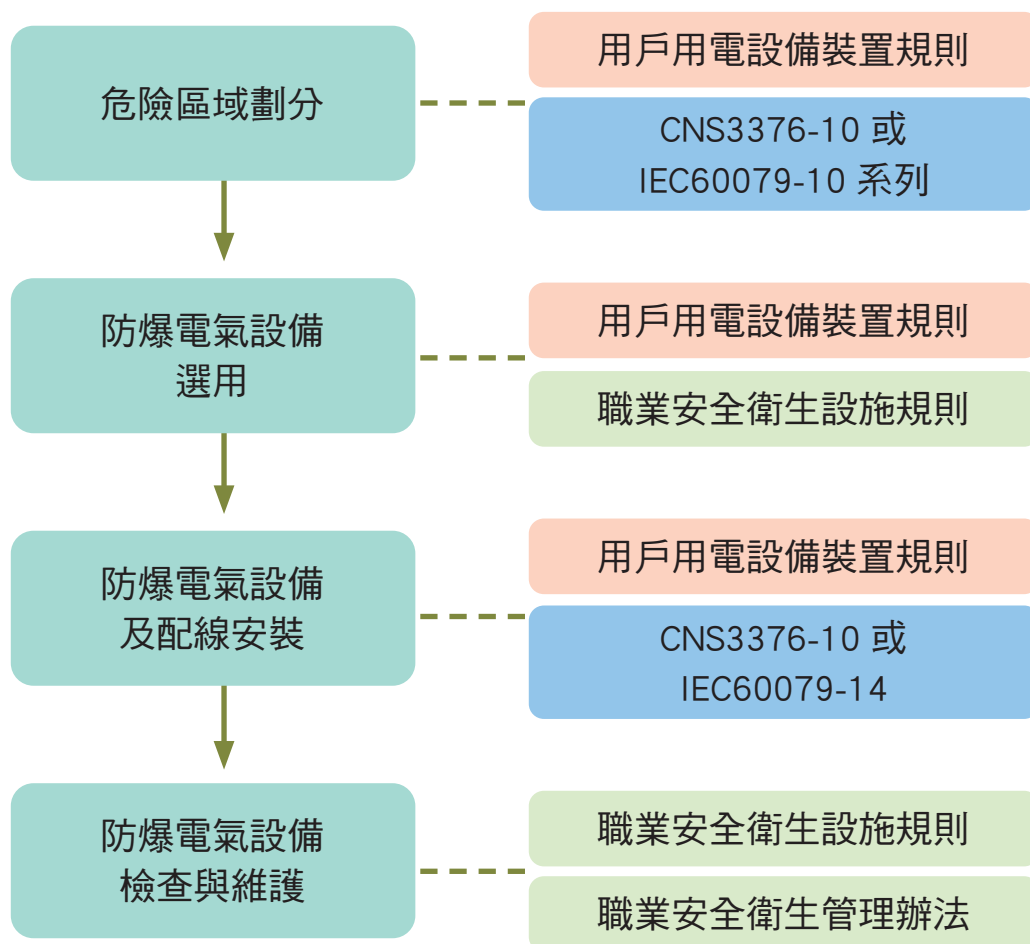 危險區域劃分
用戶用電設備裝置規則
CNS3376-10 或
IEC60079-10 系列
防爆電氣設備
選用
用戶用電設備裝置規則
職業安全衛生設施規則
防爆電氣設備
及配線安裝
用戶用電設備裝置規則
CNS3376-10 或
IEC60079-14
防爆電氣設備
檢查與維護
職業安全衛生設施規則
職業安全衛生管理辦法